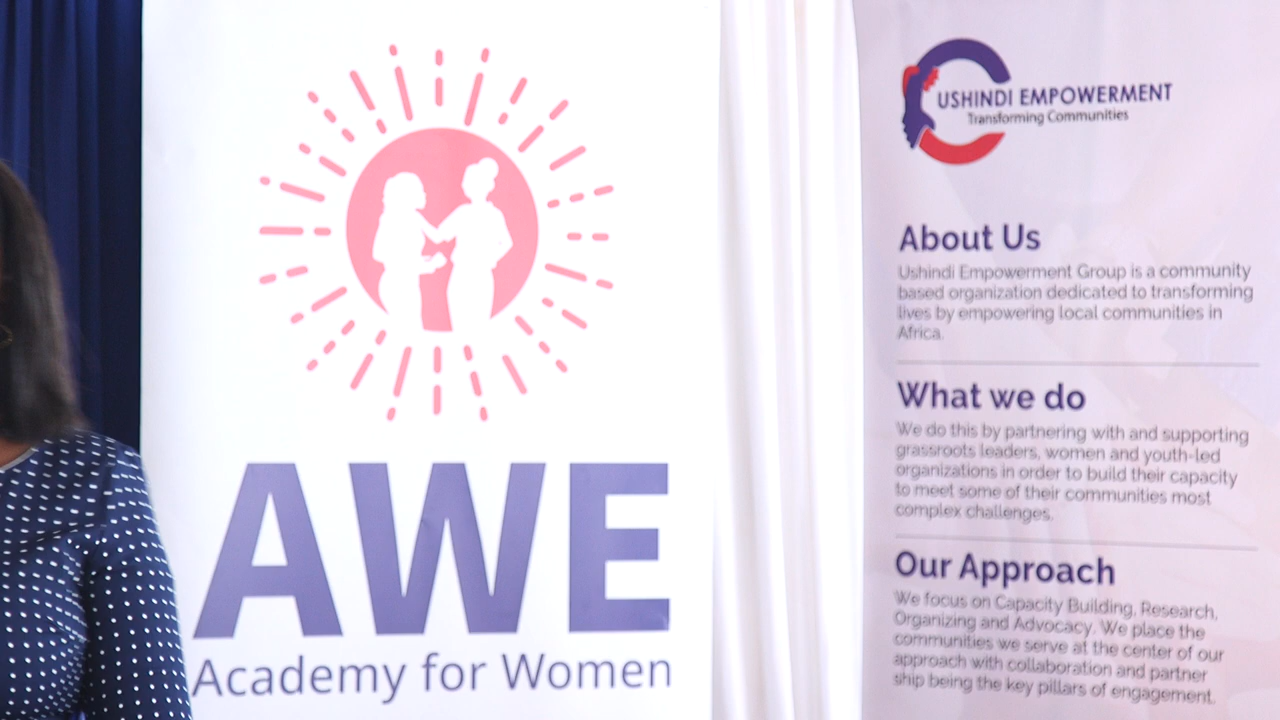 AWE
Academy for Women
USHINDI EMPOWERMENT
Transforming Communities
About Us
Ushindi Empowerment Group is a community
based organization dedicated to transforming
lives by empowering local communities in
Africa.
What we do
We do this by partnering with and supporting
grassroots leaders, women and youth-led
organizations in order to build their capacity
to meet some of their communities most
complex challenges.
Our Approach
We focus on Capacity Building, Research,
Organizing and Advocacy. We place the
communities we serve at the center of our
approach with collaboration and partner
ship being the key pillars of engagement.